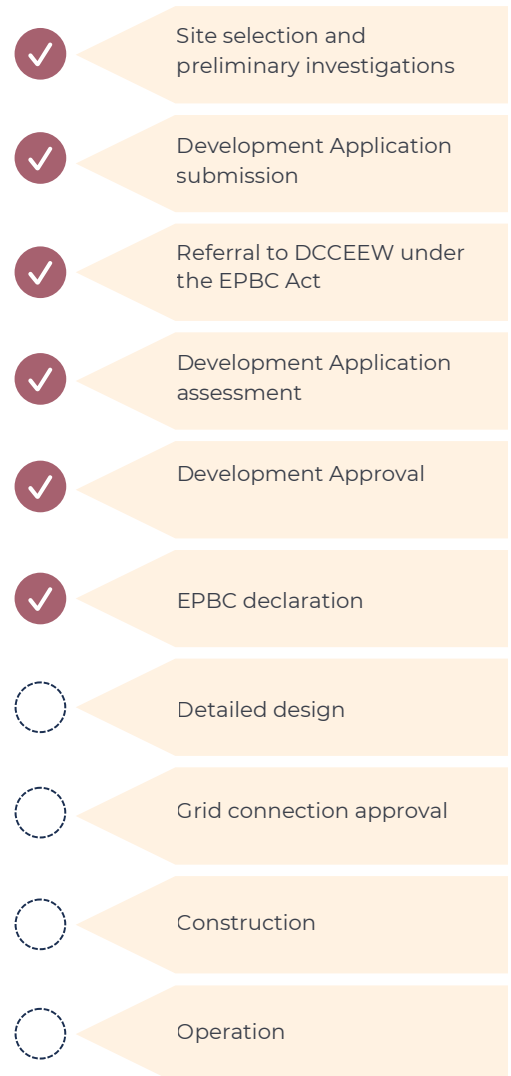 Site selection and
preliminary investigations
Development Application
submission
Referral to DCCEEW under
the EPBC Act
Development Application
assessment
Development Approval
EPBC declaration
Detailed design
Grid connection approval
Construction
Operation